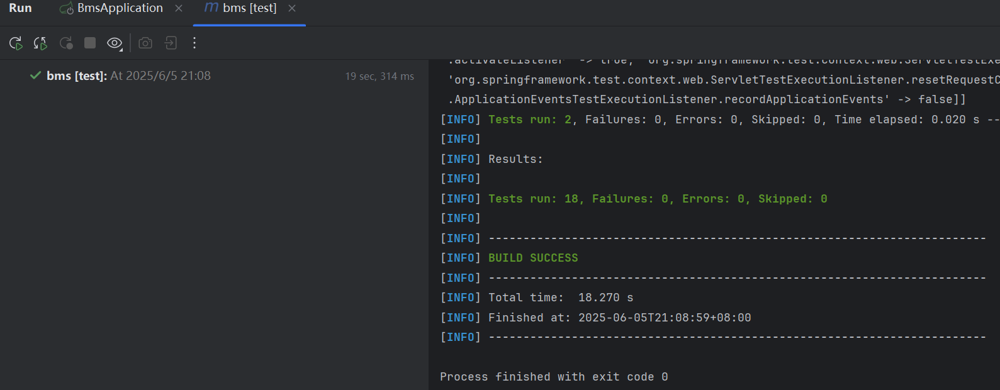 Run BmsApplication bms [test]
bms [test]: At 2025/6/5 21:08 19 sec, 314 ms
.activateListener' -> true, 'org.springframework.test.context.web.ServletTestExe
'org.springframework.test.context.web.ServletTestExecutionListener.resetRequestC
.ApplicationEventsTestExecutionListener.recordApplicationEvents' -> false]]
[INFO] Tests run: 2, Failures: 0, Errors: 0, Skipped: 0, Time elapsed: 0.020 s --
[INFO]
[INFO] Results:
[INFO]
[INFO] Tests run: 18, Failures: 0, Errors: 0, Skipped: 0
[INFO]
[INFO] ------------------------------------------------------------------------
[INFO] BUILD SUCCESS
[INFO] ------------------------------------------------------------------------
[INFO] Total time:  18.270 s
[INFO] Finished at: 2025-06-05T21:08:59+08:00
[INFO] ------------------------------------------------------------------------
Process finished with exit code 0